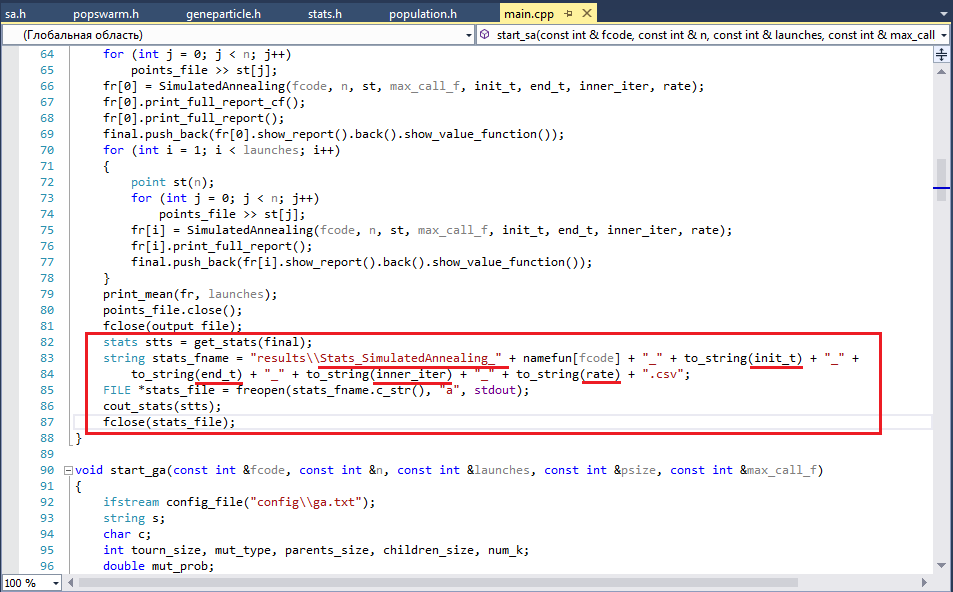 sa.h popswarm.h geneparticle.h stats.h population.h main.cpp
(Глобальная область) start_sa(const int & fcode, const int & n, const int & launches, const int & max_call
64 for (int j = 0; j < n; j++)
65 points_file >> st[j];
66 fr[0] = SimulatedAnnealing(fcode, n, st, max_call_f, init_t, end_t, inner_iter, rate);
67 fr[0].print_full_report_cf();
68 fr[0].print_full_report();
69 final.push_back(fr[0].show_report().back().show_value_function());
70 for (int i = 1; i < launches; i++)
71 {
72 point st(n);
73 for (int j = 0; j < n; j++)
74 points_file >> st[j];
75 fr[i] = SimulatedAnnealing(fcode, n, st, max_call_f, init_t, end_t, inner_iter, rate);
76 fr[i].print_full_report();
77 final.push_back(fr[i].show_report().back().show_value_function());
78 }
79 print_mean(fr, launches);
80 points_file.close();
81 fclose(output_file);
82 stats stts = get_stats(final);
83 string stats_fname = "results\\Stats_SimulatedAnnealing_" + namefun[fcode] + "_" + to_string(init_t) + "_" +
84 to_string(end_t) + "_" + to_string(inner_iter) + "_" + to_string(rate) + ".csv";
85 FILE *stats_file = freopen(stats_fname.c_str(), "a", stdout);
86 cout_stats(stts);
87 fclose(stats_file);
88 }
89
90 void start_ga(const int &fcode, const int &n, const int &launches, const int &psize, const int &max_call_f)
91 {
92 ifstream config_file("config\\ga.txt");
93 string s;
94 char c;
95 int tourn_size, mut_type, parents_size, children_size, num_k;
96 double mut_prob;
100 %